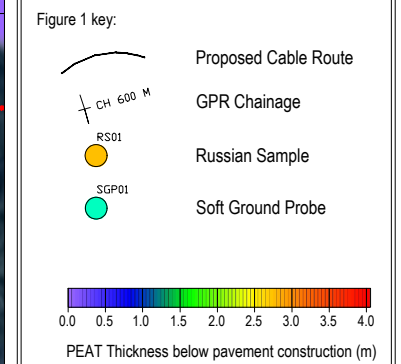 Figure 1 key:
Proposed Cable Route
CH 600 M
GPR Chainage
RS01
Russian Sample
SGP01
Soft Ground Probe
0.0 0.5 1.0 1.5 2.0 2.5 3.0 3.5 4.0
PEAT Thickness below pavement construction (m)